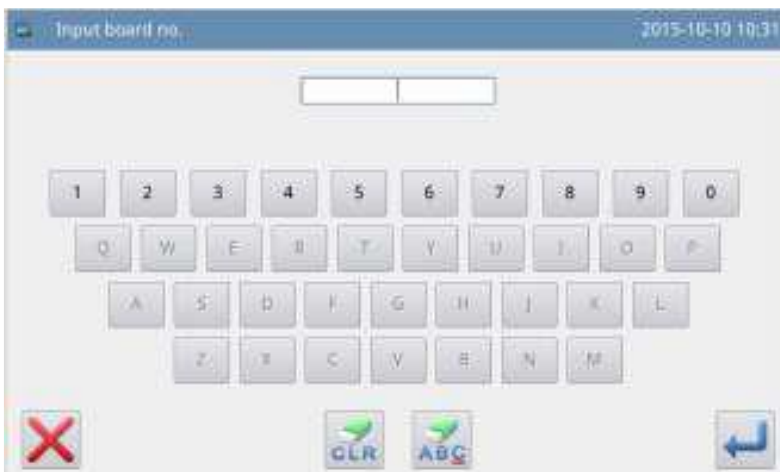 Input board no. 2015-10-10 10:31
1 2 3 4 5 6 7 8 9 0
Q W E R T Y U I O P
A S D F G H J K L
Z X C V B N M
CLR ABC